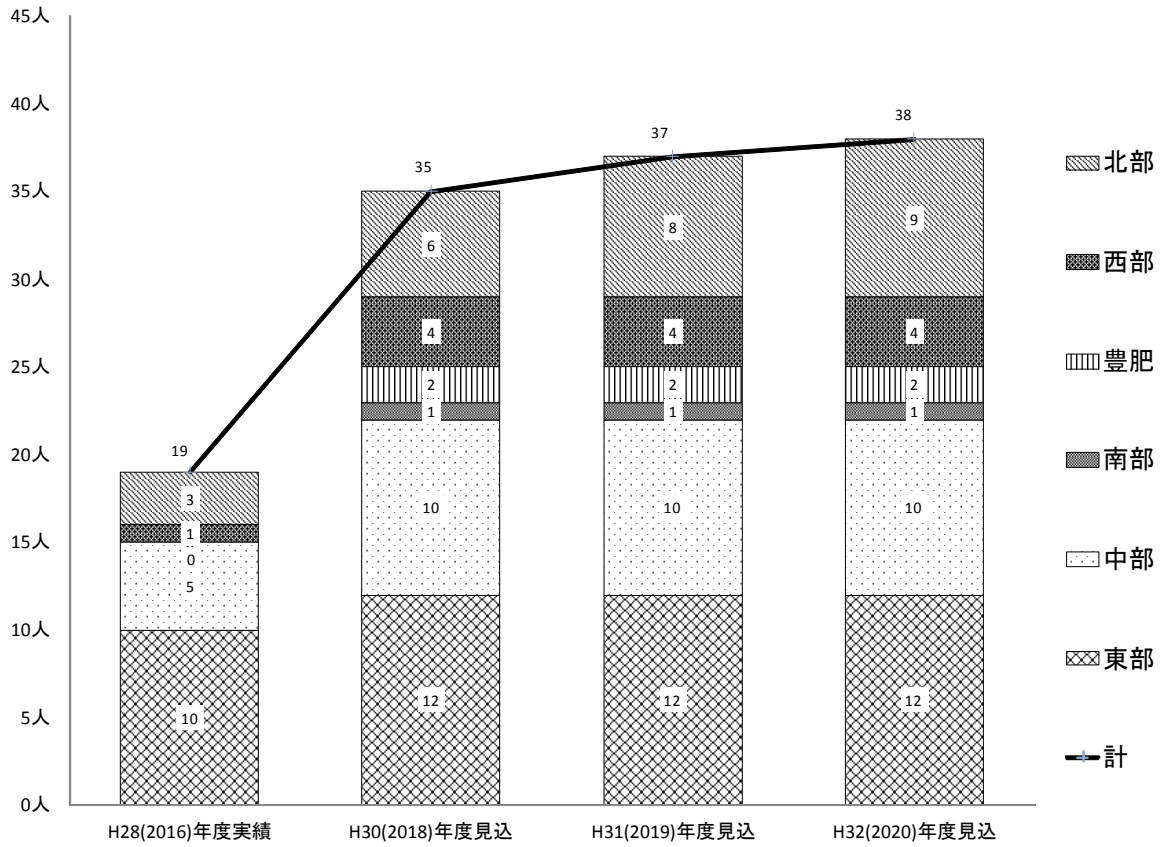 45人
40人
35人
30人
25人
20人
15人
10人
5人
0人
19
3
1
0
5
10
35
6
4
2
1
10
12
37
8
4
2
1
10
12
38
9
4
2
1
10
12
H28(2016)年度実績
H30(2018)年度見込
H31(2019)年度見込
H32(2020)年度見込
北部
西部
豊肥
南部
中部
東部
計